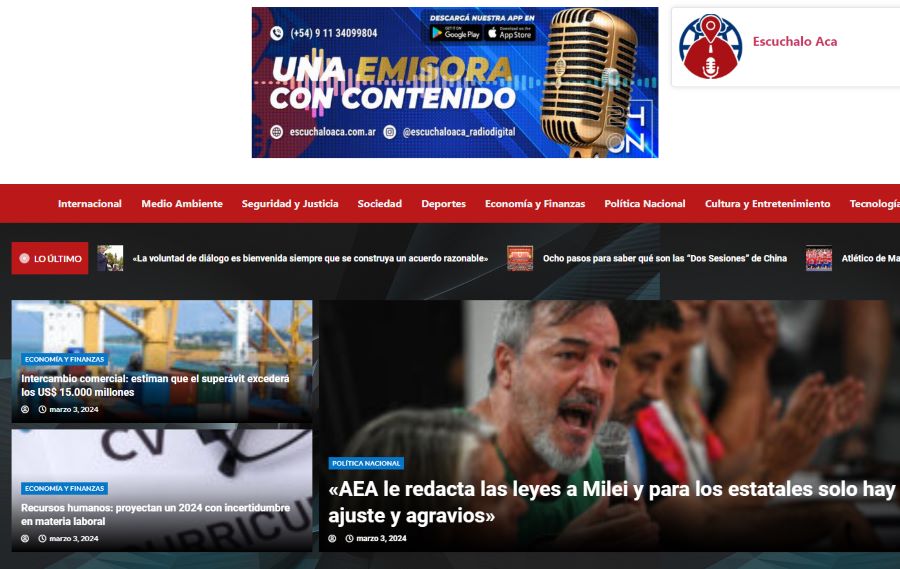 DESCARGÁ NUESTRA APP EN
(+54) 9 11 34099804
GET IT ON
Google Play
Download on the
App Store
UNA EMISORA
CON CONTENIDO
escuchaloaca.com.ar
@escuchaloaca_radiodigital
Escuchalo Aca
Internacional Medio Ambiente Seguridad y Justicia Sociedad Deportes Economía y Finanzas Política Nacional Cultura y Entretenimiento Tecnología
LO ÚLTIMO
«La voluntad de diálogo es bienvenida siempre que se construya un acuerdo razonable»
Ocho pasos para saber qué son las “Dos Sesiones” de China
Atlético de Ma
ECONOMÍA Y FINANZAS
Intercambio comercial: estiman que el superávit excederá
los US$ 15.000 millones
marzo 3, 2024
CV
CURRICU
ECONOMÍA Y FINANZAS
Recursos humanos: proyectan un 2024 con incertidumbre
en materia laboral
marzo 3, 2024
POLÍTICA NACIONAL
«AEA le redacta las leyes a Milei y para los estatales solo hay
ajuste y agravios»
marzo 3, 2024